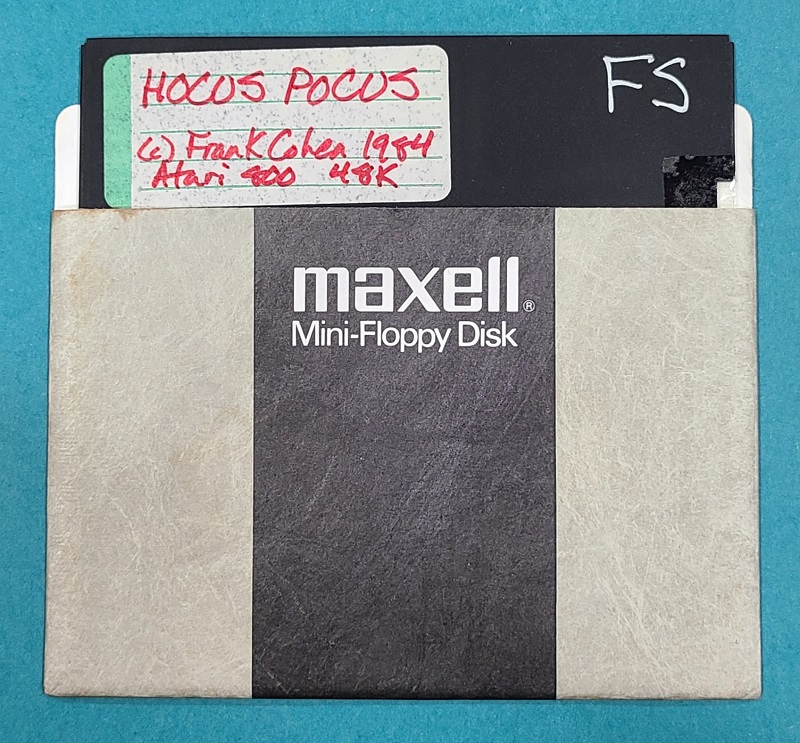 HOCUS POCUS
FS
(c) Frank Cohen 1984
Atari 800 48K
maxell®
Mini-Floppy Disk